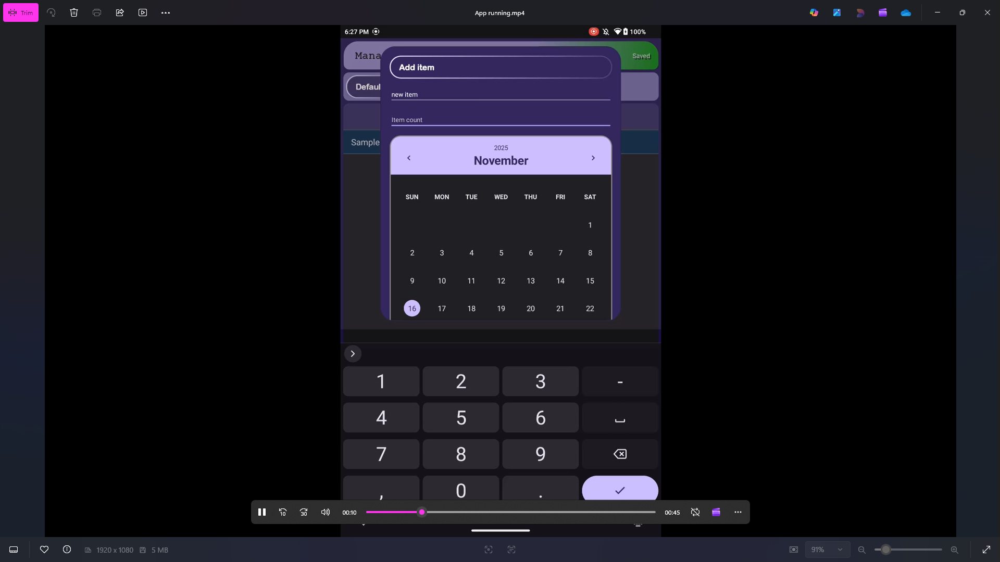 Trim
App running.mp4
6:27 PM
100%
Mana
Saved
Add item
Defaul
new item
Item count
Sample
2025
November
SUN MON TUE WED THU FRI SAT
1
2 3 4 5 6 7 8
9 10 11 12 13 14 15
16 17 18 19 20 21 22
1 2 3 -
4 5 6
7 8 9
, 0 .
10 30 00:10 00:45
1920 x 1080 5 MB 91%